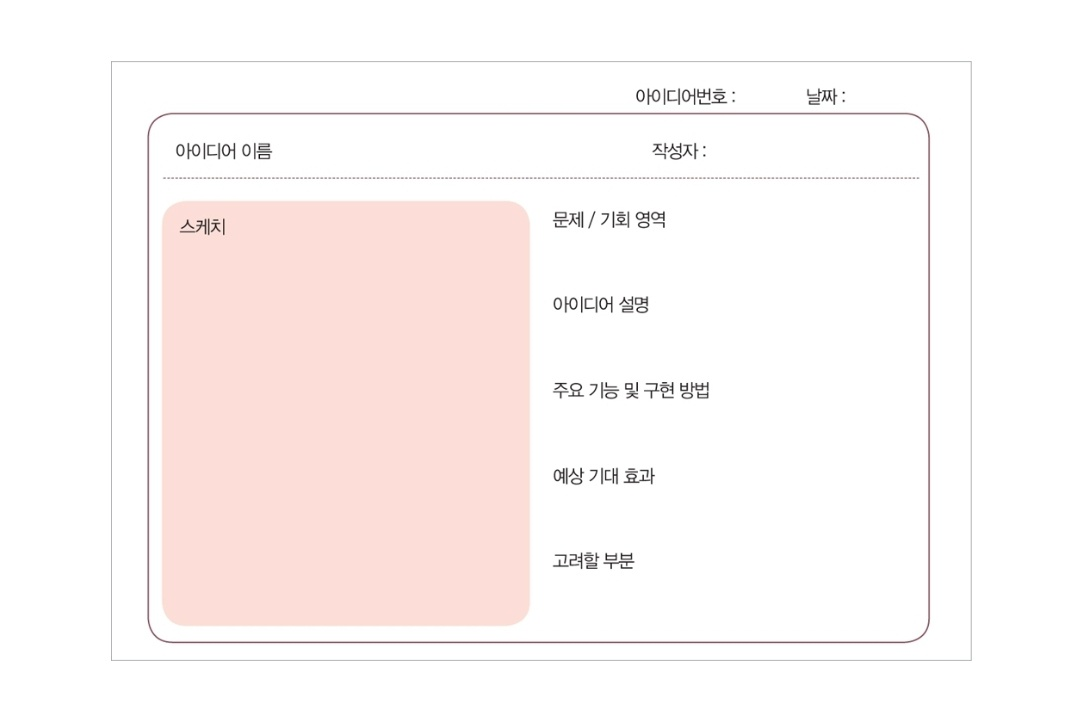 아이디어번호 : 날짜 :
아이디어 이름 작성자 :
스케치
문제 / 기회 영역
아이디어 설명
주요 기능 및 구현 방법
예상 기대 효과
고려할 부분